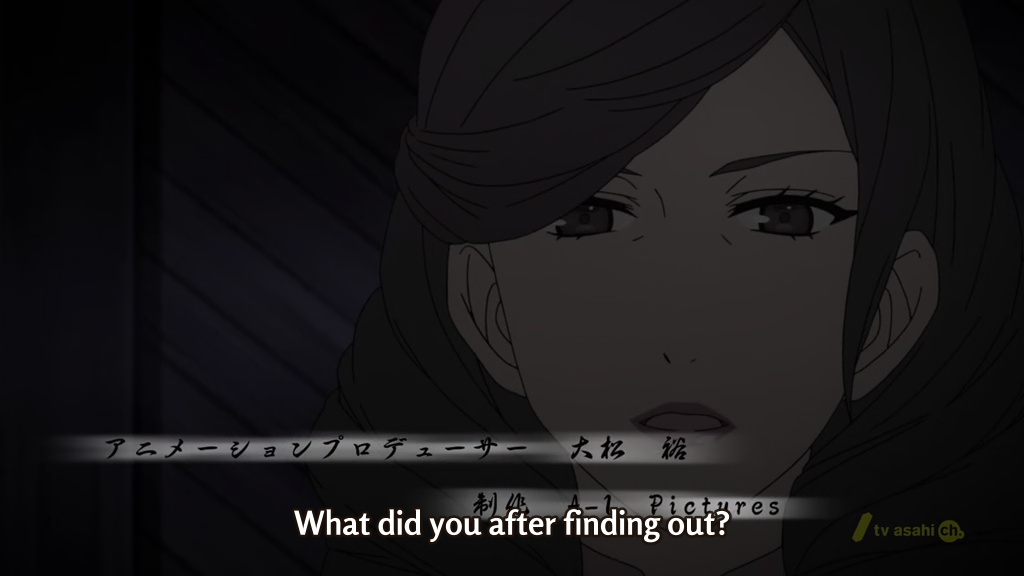 アニメーションプロデューサー 大松 裕
制作 A-1 Pictures
What did you after finding out?
tv asahi ch.